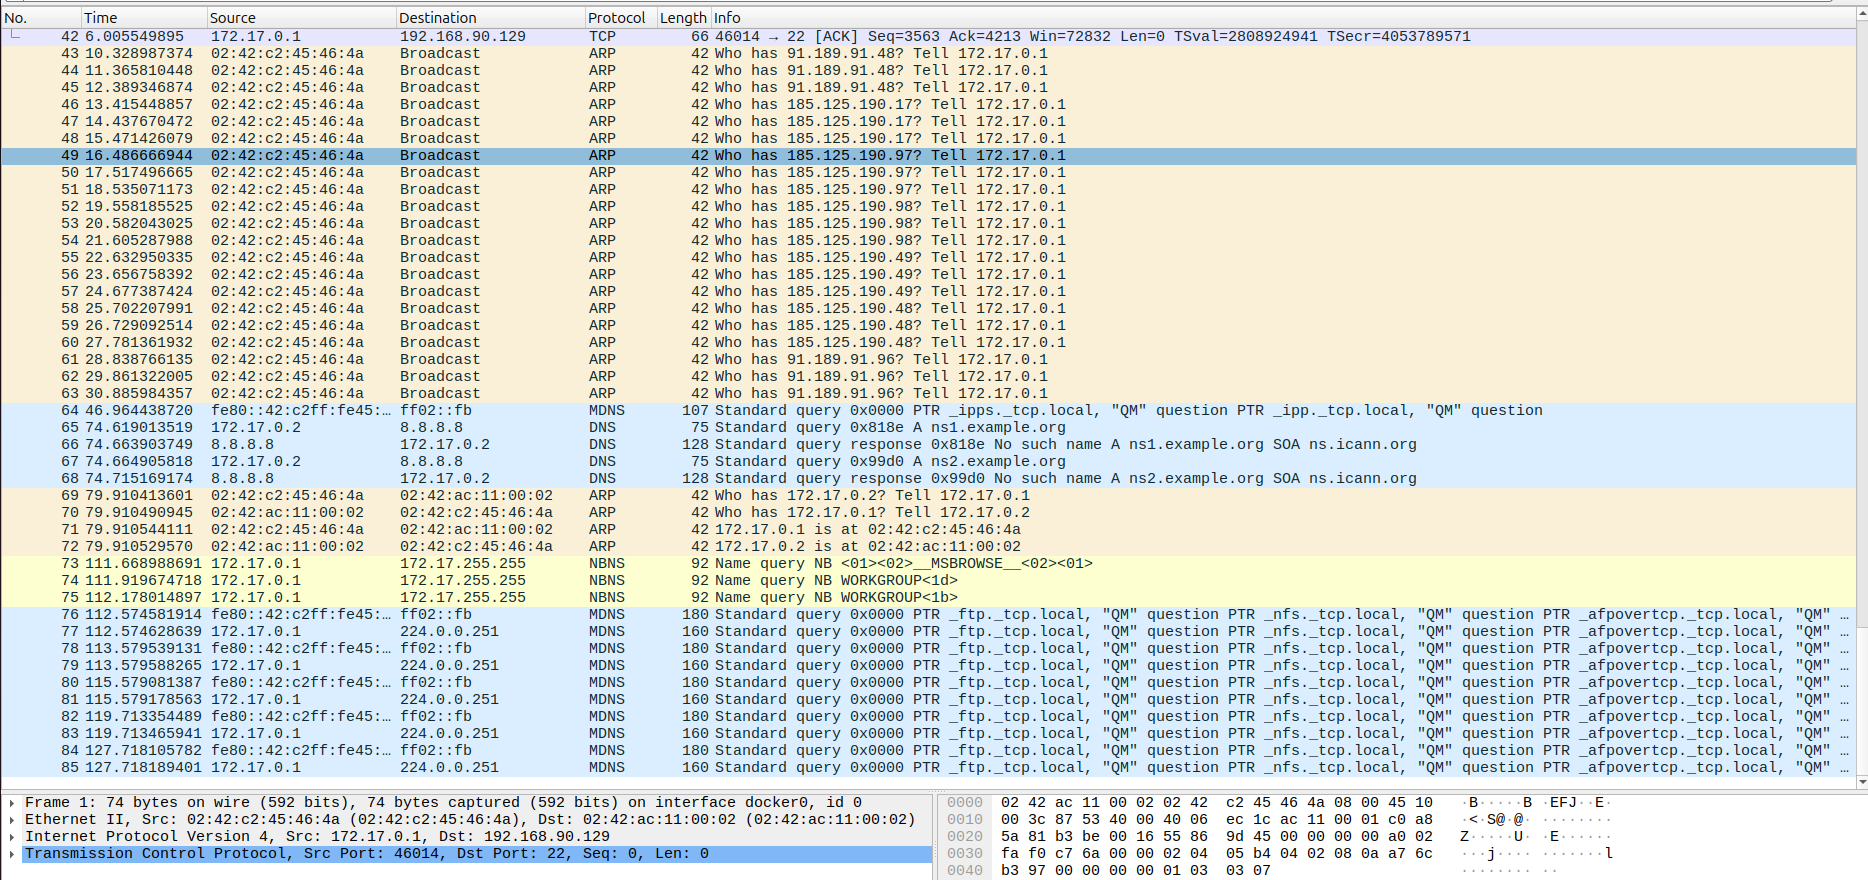 No. Time Source Destination Protocol Length Info
42 6.005549895 172.17.0.1 192.168.90.129 TCP 66 46014 → 22 [ACK] Seq=3563 Ack=4213 Win=72832 Len=0 TSval=2808924941 TSecr=4053789571
43 10.328987374 02:42:c2:45:46:4a Broadcast ARP 42 Who has 91.189.91.48? Tell 172.17.0.1
44 11.365810448 02:42:c2:45:46:4a Broadcast ARP 42 Who has 91.189.91.48? Tell 172.17.0.1
45 12.389346874 02:42:c2:45:46:4a Broadcast ARP 42 Who has 91.189.91.48? Tell 172.17.0.1
46 13.415448857 02:42:c2:45:46:4a Broadcast ARP 42 Who has 185.125.190.17? Tell 172.17.0.1
47 14.437670472 02:42:c2:45:46:4a Broadcast ARP 42 Who has 185.125.190.17? Tell 172.17.0.1
48 15.471426079 02:42:c2:45:46:4a Broadcast ARP 42 Who has 185.125.190.17? Tell 172.17.0.1
49 16.486666944 02:42:c2:45:46:4a Broadcast ARP 42 Who has 185.125.190.97? Tell 172.17.0.1
50 17.517496665 02:42:c2:45:46:4a Broadcast ARP 42 Who has 185.125.190.97? Tell 172.17.0.1
51 18.535071173 02:42:c2:45:46:4a Broadcast ARP 42 Who has 185.125.190.97? Tell 172.17.0.1
52 19.558185525 02:42:c2:45:46:4a Broadcast ARP 42 Who has 185.125.190.98? Tell 172.17.0.1
53 20.582043025 02:42:c2:45:46:4a Broadcast ARP 42 Who has 185.125.190.98? Tell 172.17.0.1
54 21.605287988 02:42:c2:45:46:4a Broadcast ARP 42 Who has 185.125.190.98? Tell 172.17.0.1
55 22.632950335 02:42:c2:45:46:4a Broadcast ARP 42 Who has 185.125.190.49? Tell 172.17.0.1
56 23.656758392 02:42:c2:45:46:4a Broadcast ARP 42 Who has 185.125.190.49? Tell 172.17.0.1
57 24.677387424 02:42:c2:45:46:4a Broadcast ARP 42 Who has 185.125.190.49? Tell 172.17.0.1
58 25.702207991 02:42:c2:45:46:4a Broadcast ARP 42 Who has 185.125.190.48? Tell 172.17.0.1
59 26.729092514 02:42:c2:45:46:4a Broadcast ARP 42 Who has 185.125.190.48? Tell 172.17.0.1
60 27.781361932 02:42:c2:45:46:4a Broadcast ARP 42 Who has 185.125.190.48? Tell 172.17.0.1
61 28.838766135 02:42:c2:45:46:4a Broadcast ARP 42 Who has 91.189.91.96? Tell 172.17.0.1
62 29.861322005 02:42:c2:45:46:4a Broadcast ARP 42 Who has 91.189.91.96? Tell 172.17.0.1
63 30.885984357 02:42:c2:45:46:4a Broadcast ARP 42 Who has 91.189.91.96? Tell 172.17.0.1
64 46.964438720 fe80::42:c2ff:fe45:… ff02::fb MDNS 107 Standard query 0x0000 PTR _ipps._tcp.local, "QM" question PTR _ipp._tcp.local, "QM" question
65 74.619013519 172.17.0.2 8.8.8.8 DNS 75 Standard query 0x818e A ns1.example.org
66 74.663903749 8.8.8.8 172.17.0.2 DNS 128 Standard query response 0x818e No such name A ns1.example.org SOA ns.icann.org
67 74.664905818 172.17.0.2 8.8.8.8 DNS 75 Standard query 0x99d0 A ns2.example.org
68 74.715169174 8.8.8.8 172.17.0.2 DNS 128 Standard query response 0x99d0 No such name A ns2.example.org SOA ns.icann.org
69 79.910413601 02:42:c2:45:46:4a 02:42:ac:11:00:02 ARP 42 Who has 172.17.0.2? Tell 172.17.0.1
70 79.910490945 02:42:ac:11:00:02 02:42:c2:45:46:4a ARP 42 Who has 172.17.0.1? Tell 172.17.0.2
71 79.910544111 02:42:c2:45:46:4a 02:42:ac:11:00:02 ARP 42 172.17.0.1 is at 02:42:c2:45:46:4a
72 79.910529570 02:42:ac:11:00:02 02:42:c2:45:46:4a ARP 42 172.17.0.2 is at 02:42:ac:11:00:02
73 111.668988691 172.17.0.1 172.17.255.255 NBNS 92 Name query NB <01><02>__MSBROWSE__<02><01>
74 111.919674718 172.17.0.1 172.17.255.255 NBNS 92 Name query NB WORKGROUP<1d>
75 112.178014897 172.17.0.1 172.17.255.255 NBNS 92 Name query NB WORKGROUP<1b>
76 112.574581914 fe80::42:c2ff:fe45:… ff02::fb MDNS 180 Standard query 0x0000 PTR _ftp._tcp.local, "QM" question PTR _nfs._tcp.local, "QM" question PTR _afpovertcp._tcp.local, "QM" …
77 112.574628639 172.17.0.1 224.0.0.251 MDNS 160 Standard query 0x0000 PTR _ftp._tcp.local, "QM" question PTR _nfs._tcp.local, "QM" question PTR _afpovertcp._tcp.local, "QM" …
78 113.579539131 fe80::42:c2ff:fe45:… ff02::fb MDNS 180 Standard query 0x0000 PTR _ftp._tcp.local, "QM" question PTR _nfs._tcp.local, "QM" question PTR _afpovertcp._tcp.local, "QM" …
79 113.579588265 172.17.0.1 224.0.0.251 MDNS 160 Standard query 0x0000 PTR _ftp._tcp.local, "QM" question PTR _nfs._tcp.local, "QM" question PTR _afpovertcp._tcp.local, "QM" …
80 115.579081387 fe80::42:c2ff:fe45:… ff02::fb MDNS 180 Standard query 0x0000 PTR _ftp._tcp.local, "QM" question PTR _nfs._tcp.local, "QM" question PTR _afpovertcp._tcp.local, "QM" …
81 115.579178563 172.17.0.1 224.0.0.251 MDNS 160 Standard query 0x0000 PTR _ftp._tcp.local, "QM" question PTR _nfs._tcp.local, "QM" question PTR _afpovertcp._tcp.local, "QM" …
82 119.713354489 fe80::42:c2ff:fe45:… ff02::fb MDNS 180 Standard query 0x0000 PTR _ftp._tcp.local, "QM" question PTR _nfs._tcp.local, "QM" question PTR _afpovertcp._tcp.local, "QM" …
83 119.713465941 172.17.0.1 224.0.0.251 MDNS 160 Standard query 0x0000 PTR _ftp._tcp.local, "QM" question PTR _nfs._tcp.local, "QM" question PTR _afpovertcp._tcp.local, "QM" …
84 127.718105782 fe80::42:c2ff:fe45:… ff02::fb MDNS 180 Standard query 0x0000 PTR _ftp._tcp.local, "QM" question PTR _nfs._tcp.local, "QM" question PTR _afpovertcp._tcp.local, "QM" …
85 127.718189401 172.17.0.1 224.0.0.251 MDNS 160 Standard query 0x0000 PTR _ftp._tcp.local, "QM" question PTR _nfs._tcp.local, "QM" question PTR _afpovertcp._tcp.local, "QM" …
Frame 1: 74 bytes on wire (592 bits), 74 bytes captured (592 bits) on interface docker0, id 0
Ethernet II, Src: 02:42:c2:45:46:4a (02:42:c2:45:46:4a), Dst: 02:42:ac:11:00:02 (02:42:ac:11:00:02)
Internet Protocol Version 4, Src: 172.17.0.1, Dst: 192.168.90.129
Transmission Control Protocol, Src Port: 46014, Dst Port: 22, Seq: 0, Len: 0
0000 02 42 ac 11 00 02 02 42 c2 45 46 4a 08 00 45 10 ·B·····B ·EFJ··E·
0010 00 3c 87 53 40 00 40 06 ec 1c ac 11 00 01 c0 a8 ·<·S@·@· ········
0020 5a 81 b3 be 00 16 55 86 9d 45 00 00 00 00 a0 02 Z·····U· ·E······
0030 fa f0 c7 6a 00 00 02 04 05 b4 04 02 08 0a a7 6c ···j···· ·······l
0040 b3 97 00 00 00 00 01 03 03 07 ········ ··